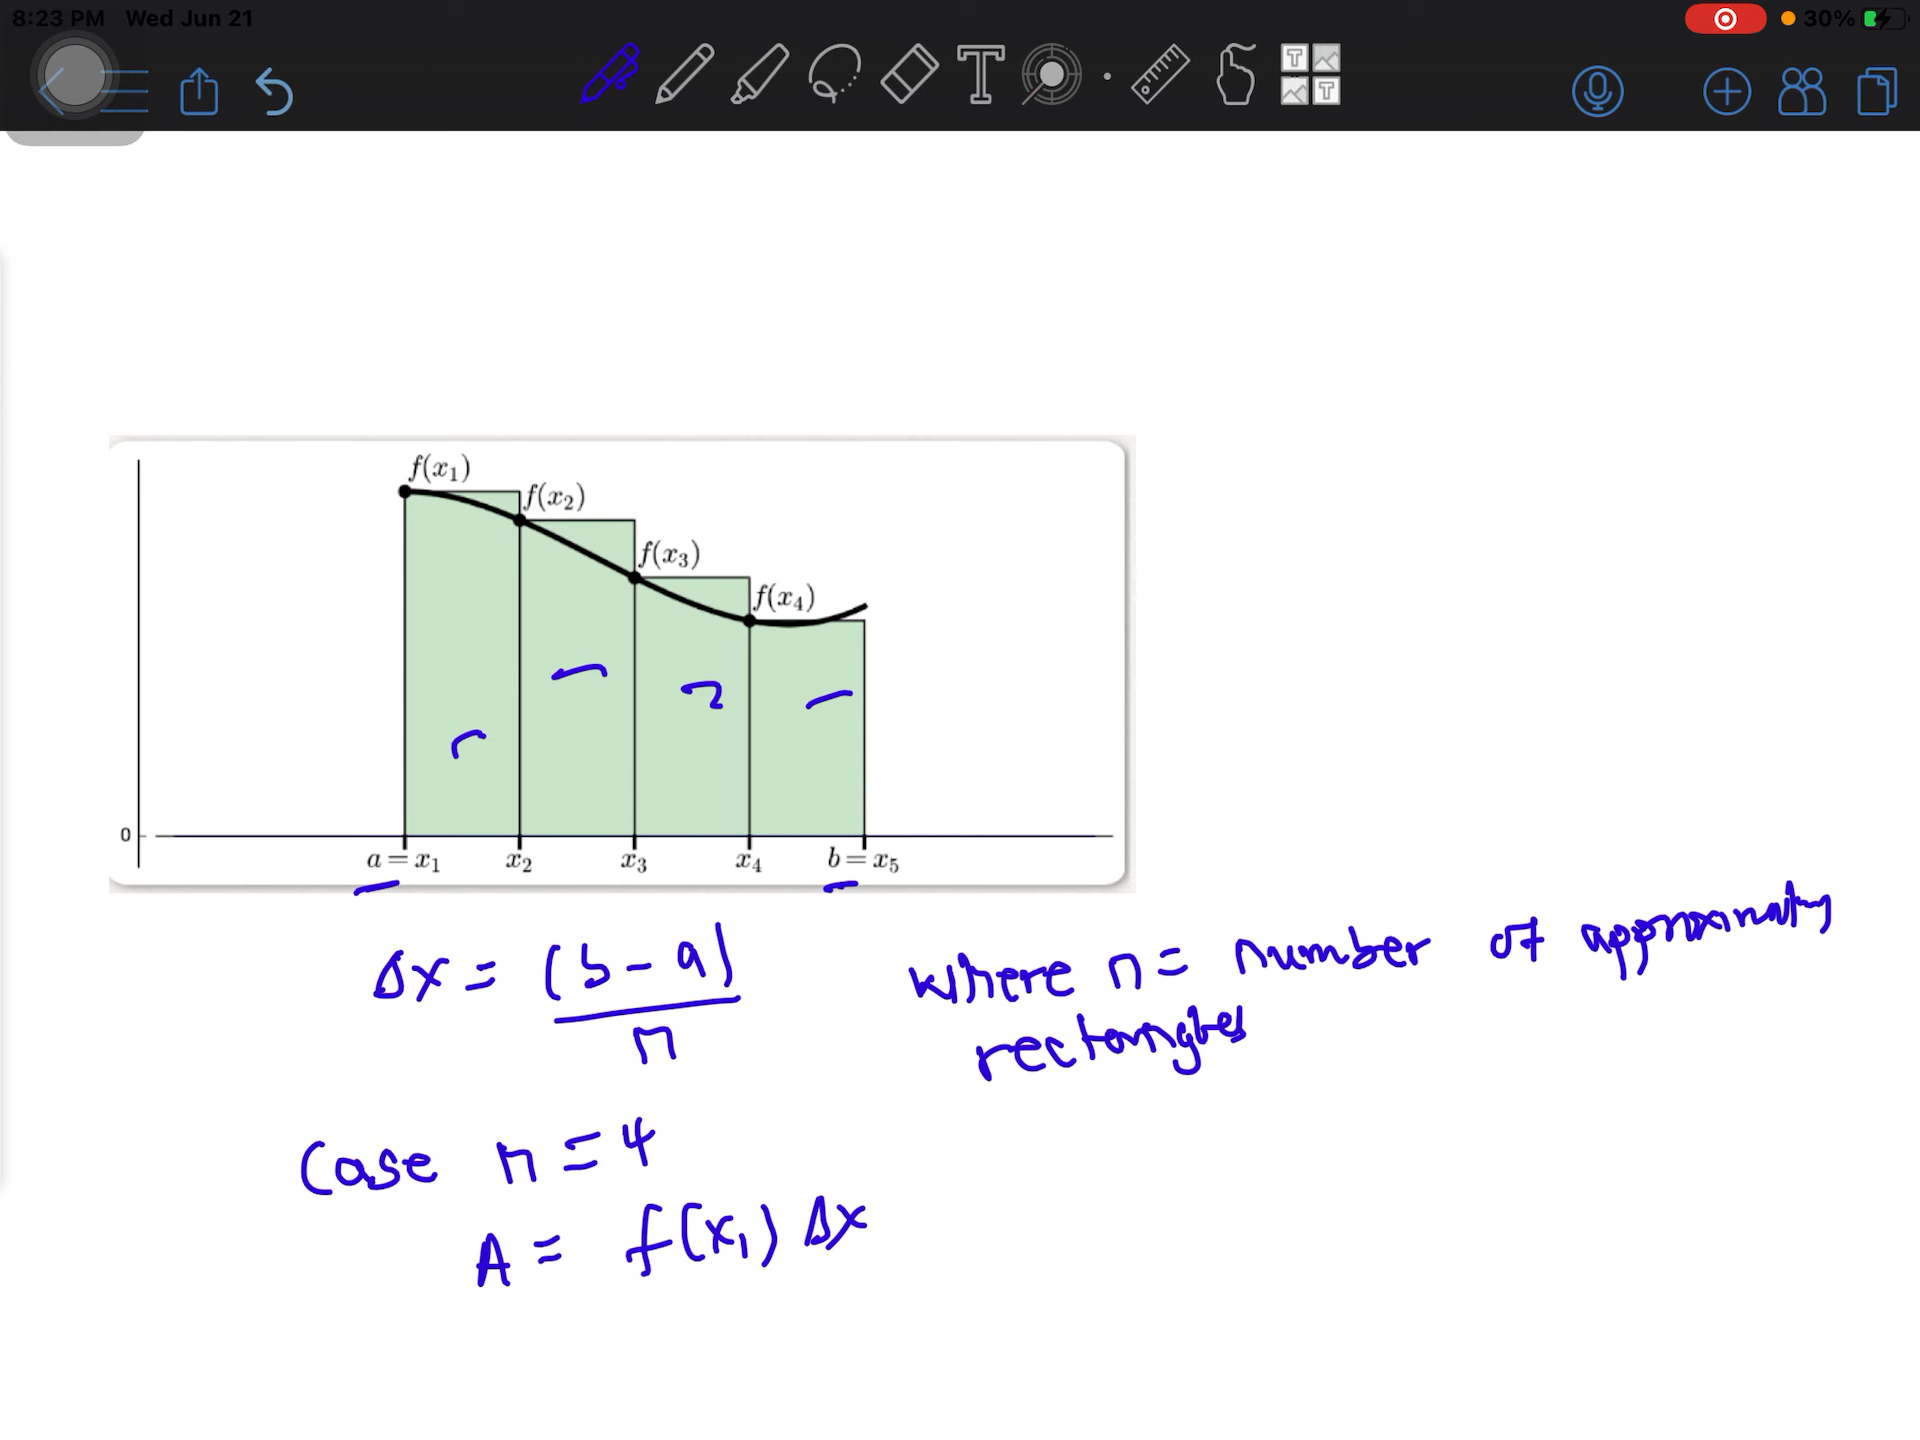 8:23 PM Wed Jun 21
30%
T
T
T
f(x₁)
f(x₂)
f(x₃)
f(x₄)
0
a = x₁ x₂ x₃ x₄ b = x₅
Δx = (b - a) / n
where n = number of approximating
rectangles
Case n = 4
A = f(x₁) Δx